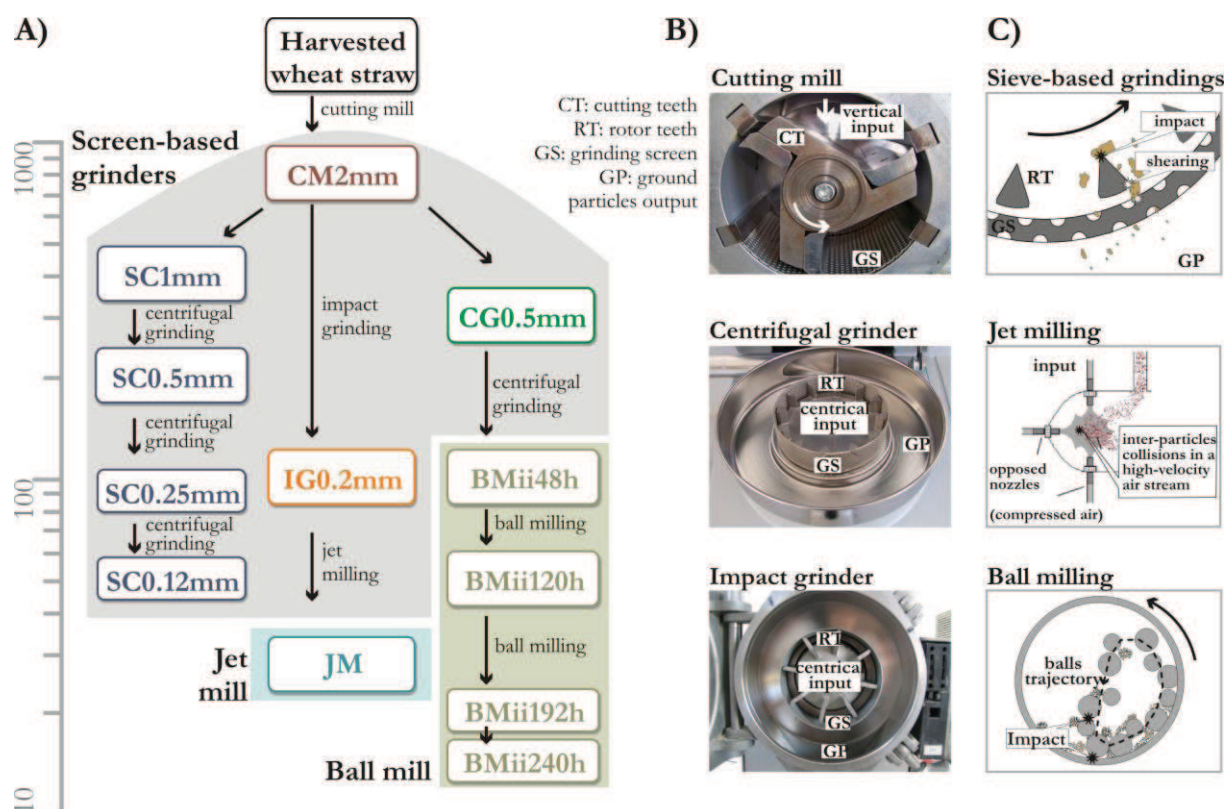 A)
Harvested
wheat straw
cutting mill
Screen-based
grinders
1000
CM2mm
SC1mm
centrifugal
grinding
impact
grinding
CG0.5mm
SC0.5mm
centrifugal
grinding
centrifugal
grinding
100
SC0.25mm
IG0.2mm
BMii48h
centrifugal
grinding
jet
milling
ball milling
SC0.12mm
BMii120h
Jet
mill
JM
ball milling
BMii192h
Ball mill
BMii240h
10
B)
Cutting mill
CT: cutting teeth
RT: rotor teeth
GS: grinding screen
GP: ground
particles output
CT
vertical
input
GS
Centrifugal grinder
RT
centrical
input
GP
GS
Impact grinder
RT
centrical
input
GS
GP
C)
Sieve-based grindings
impact
shearing
RT
GS
GP
Jet milling
input
opposed
nozzles
(compressed air)
inter-particles
collisions in a
high-velocity
air stream
Ball milling
balls
trajectory
Impact